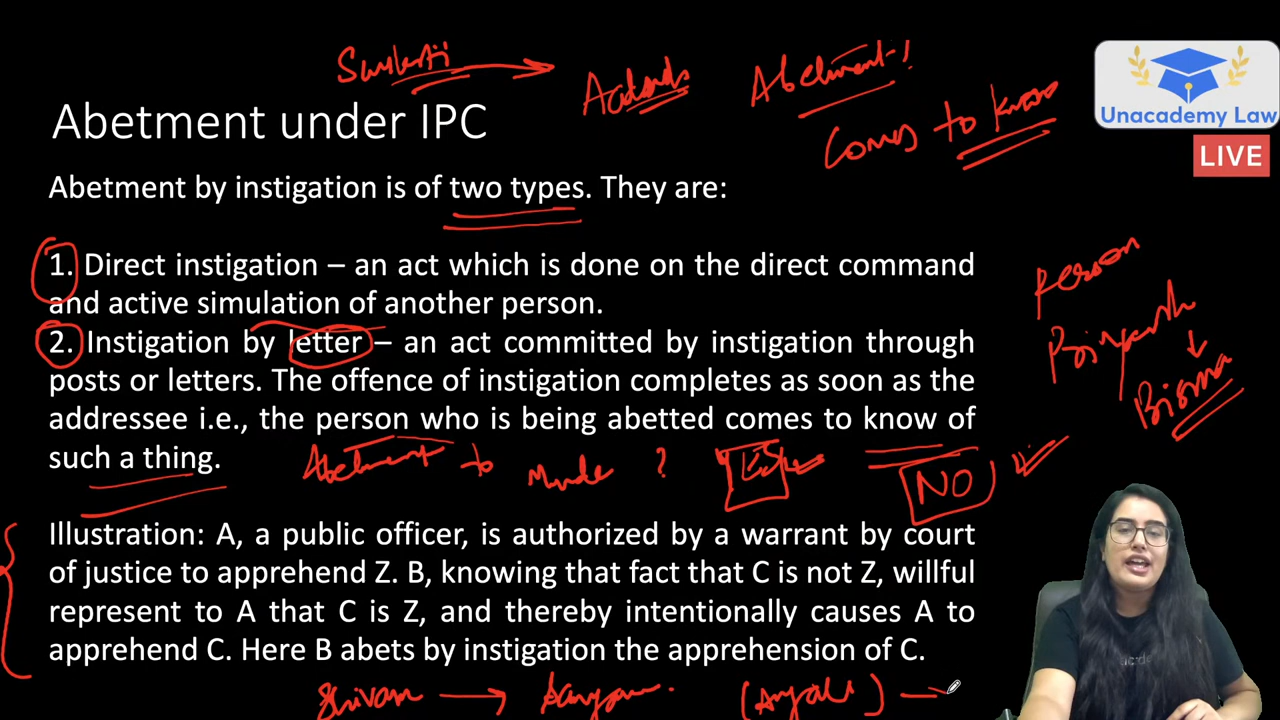 Abetment-!
Comes to know
Unacademy Law
LIVE
Abetment under IPC
Abetment by instigation is of two types. They are:
1. Direct instigation – an act which is done on the direct command
and active simulation of another person.
2. Instigation by letter – an act committed by instigation through
posts or letters. The offence of instigation completes as soon as the
addressee i.e., the person who is being abetted comes to know of
such a thing.
Person
Bisma
Abetment to ?
NO
Illustration: A, a public officer, is authorized by a warrant by court
of justice to apprehend Z. B, knowing that fact that C is not Z, willful
represent to A that C is Z, and thereby intentionally causes A to
apprehend C. Here B abets by instigation the apprehension of C.
Shivam (Anjali)